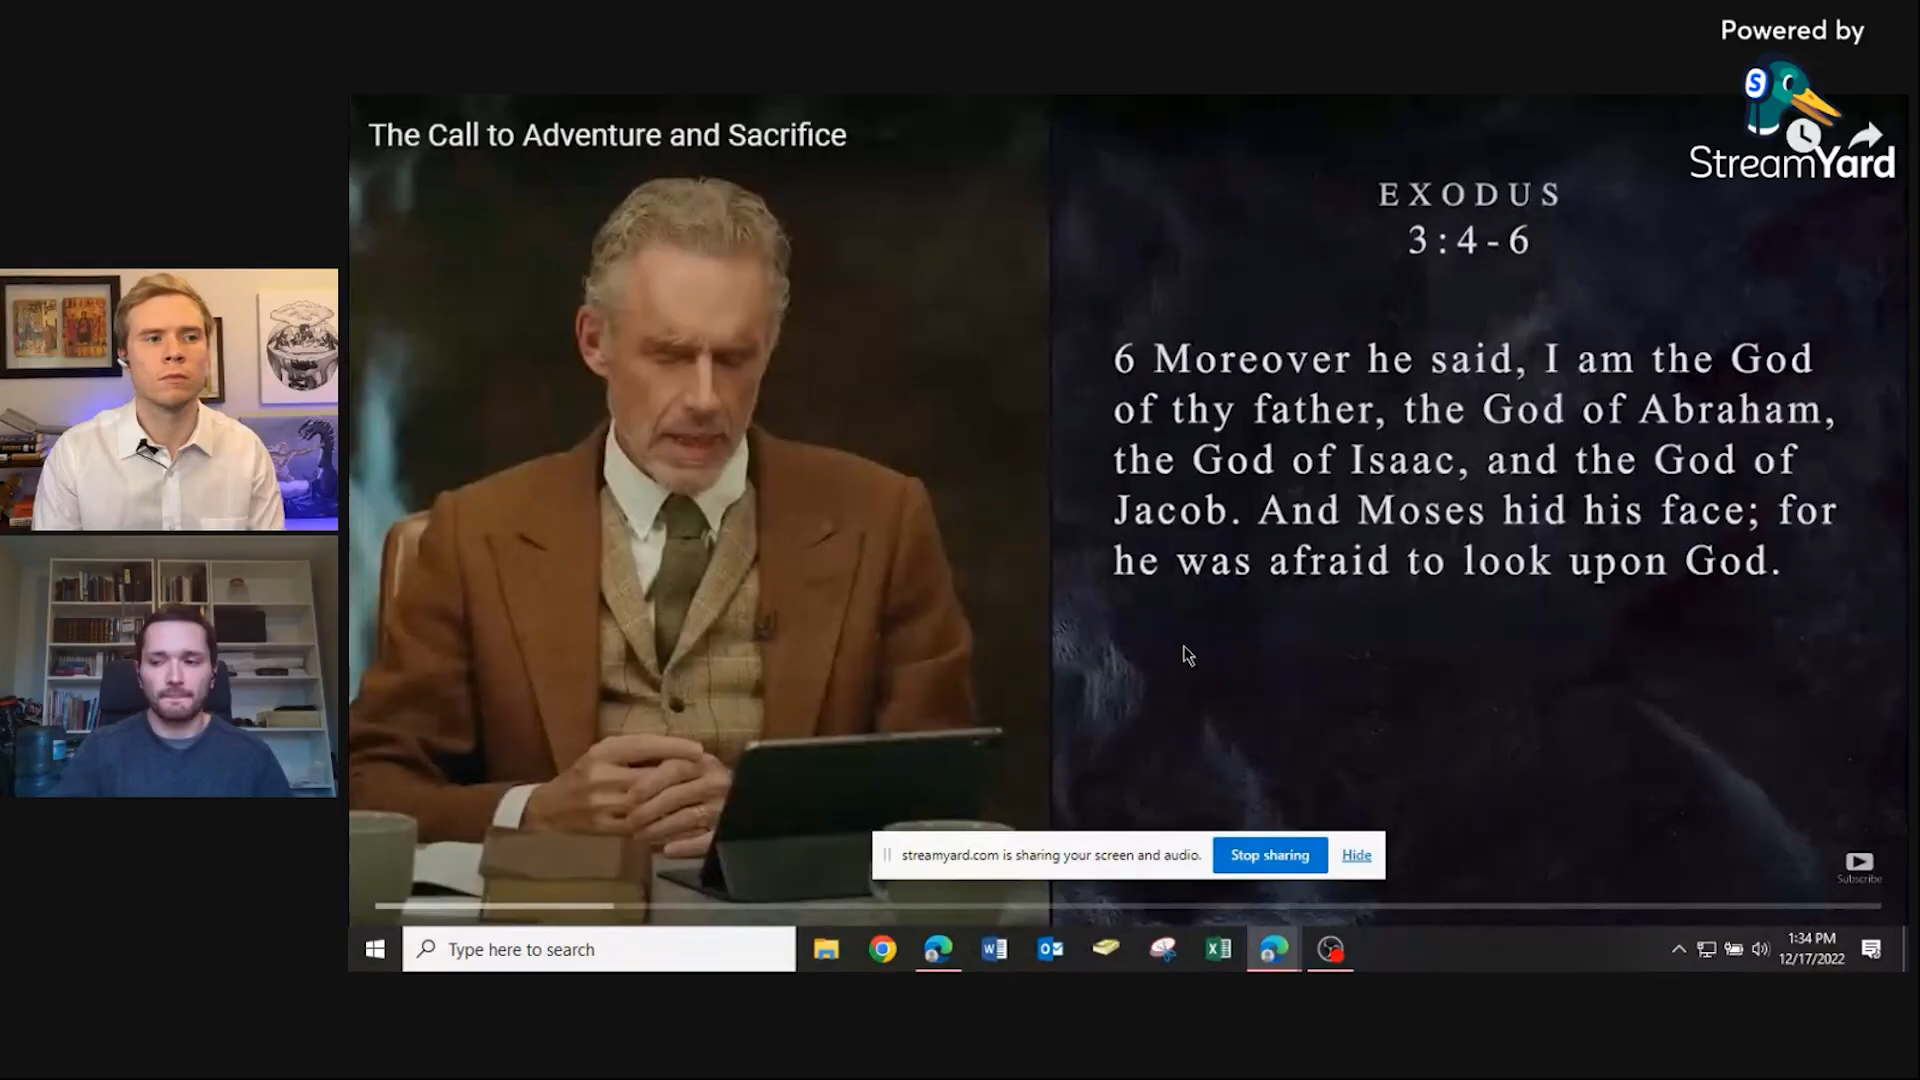 Powered by
S
StreamYard
The Call to Adventure and Sacrifice
EXODUS
3:4-6
6 Moreover he said, I am the God
of thy father, the God of Abraham,
the God of Isaac, and the God of
Jacob. And Moses hid his face; for
he was afraid to look upon God.
streamyard.com is sharing your screen and audio.
Stop sharing
Hide
Subscribe
Type here to search
1:34 PM
12/17/2022